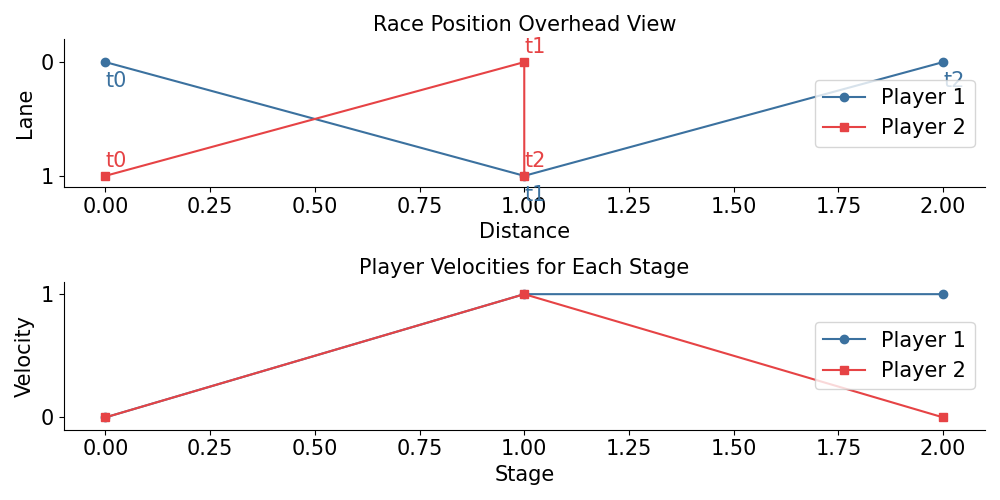 Race Position Overhead View
Lane
0
1
t0
t0
t1
t2
t1
t2
Player 1
Player 2
0.00 0.25 0.50 0.75 1.00 1.25 1.50 1.75 2.00
Distance
Player Velocities for Each Stage
Velocity
1
0
Player 1
Player 2
0.00 0.25 0.50 0.75 1.00 1.25 1.50 1.75 2.00
Stage